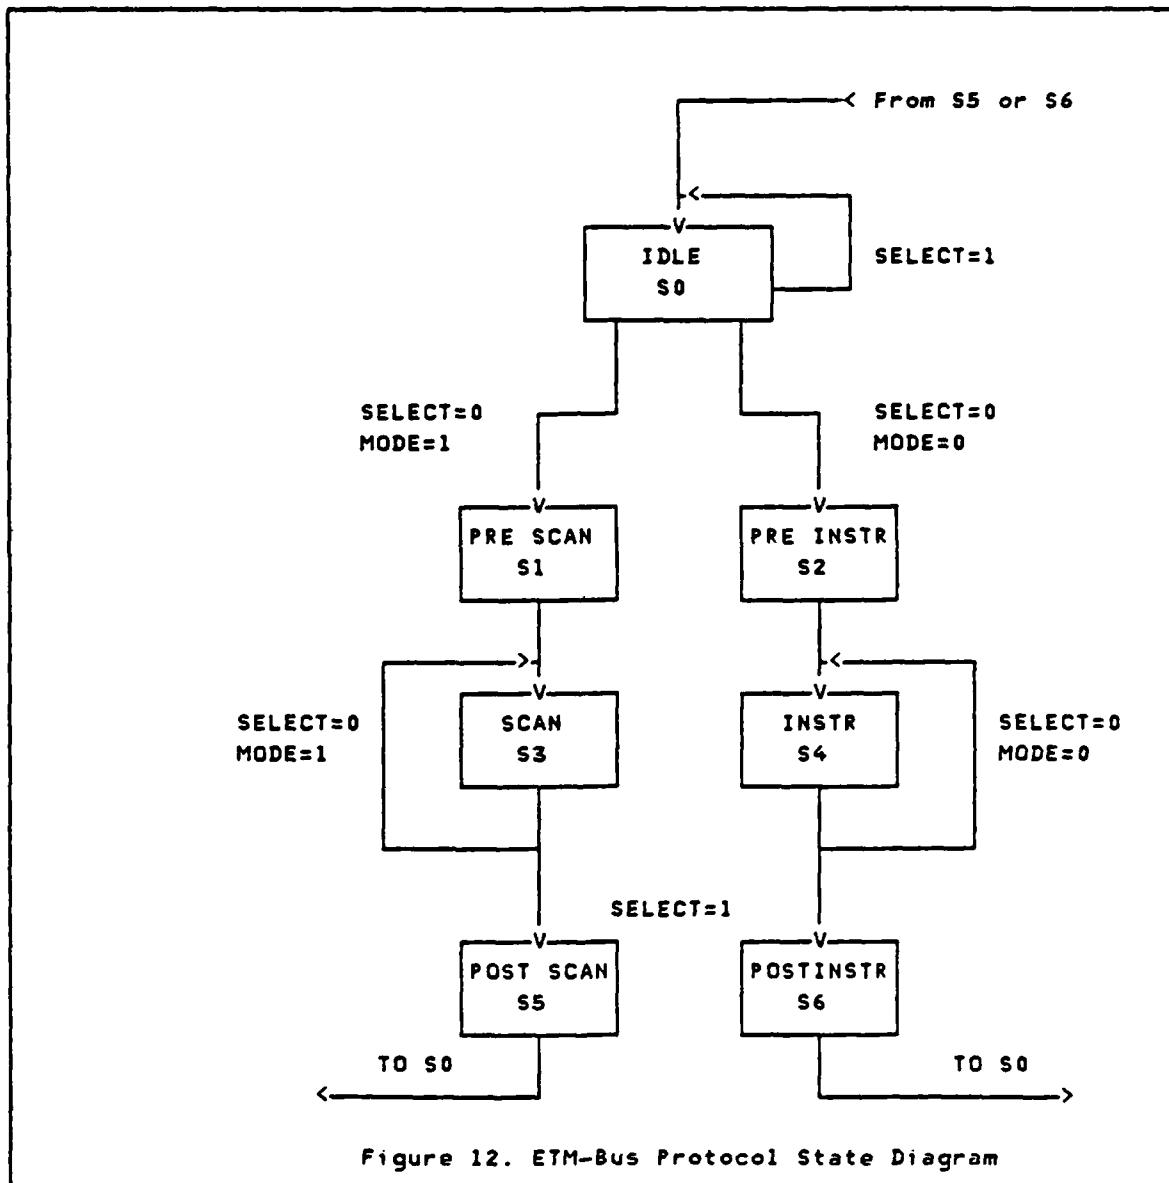 From S5 or S6
IDLE
S0
SELECT=1
SELECT=0
MODE=1
SELECT=0
MODE=0
PRE SCAN
S1
PRE INSTR
S2
SELECT=0
MODE=1
SCAN
S3
INSTR
S4
SELECT=0
MODE=0
SELECT=1
POST SCAN
S5
POSTINSTR
S6
TO S0
TO S0
Figure 12. ETM-Bus Protocol State Diagram